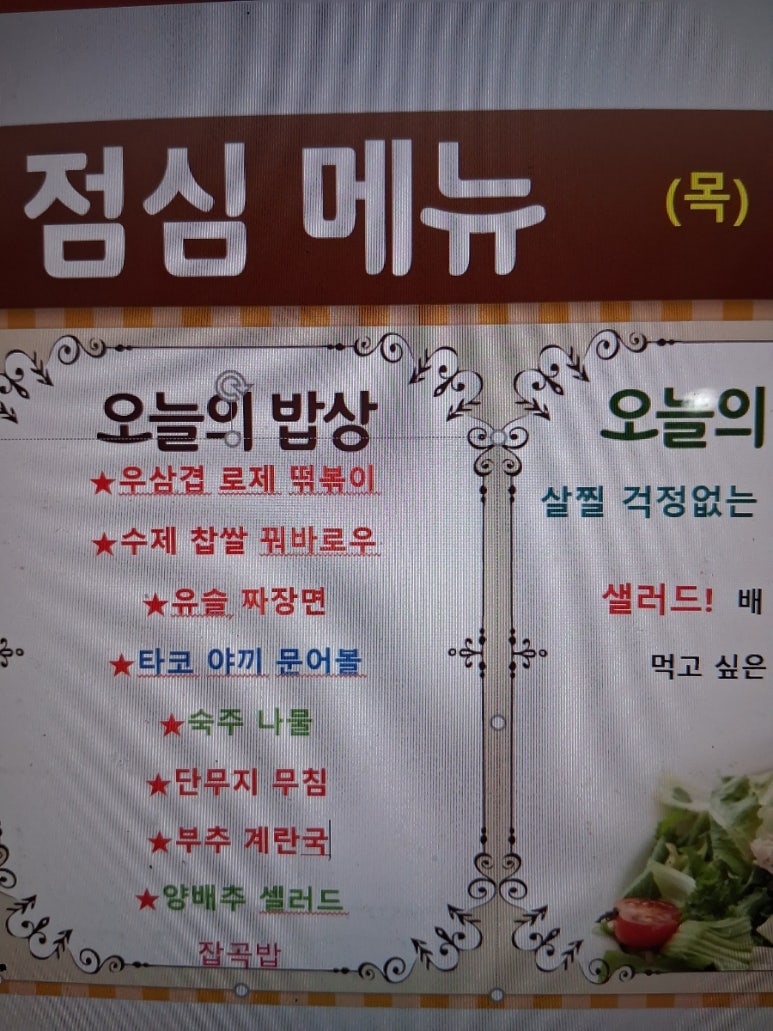 점심 메뉴 (목)
오늘의 밥상
★우삼겹 로제 떡볶이
★수제 찹쌀 꿔바로우
★유슬 짜장면
★타코 야끼 문어볼
★숙주 나물
★단무지 무침
★부추 계란국
★양배추 셀러드
잡곡밥
오늘의
살찔 걱정없는
샐러드! 배
먹고 싶은